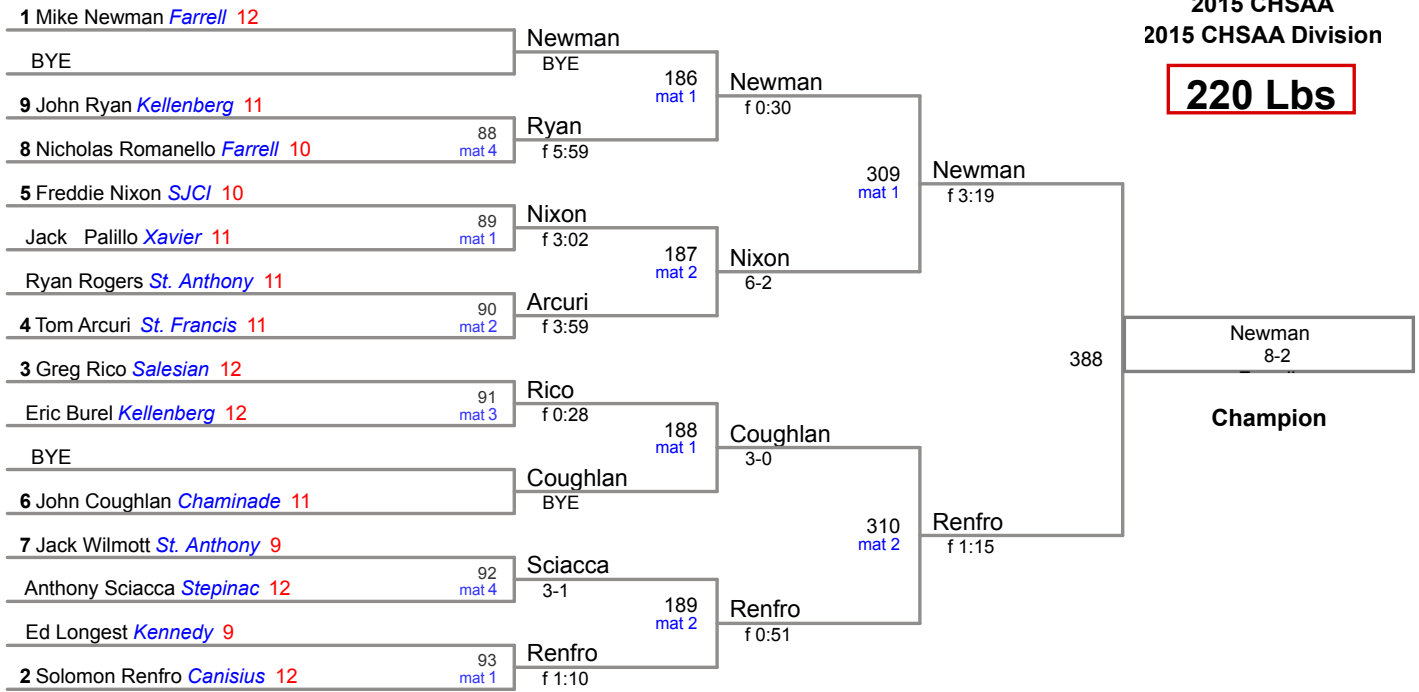 2015 CHSAA
2015 CHSAA Division
220 Lbs
1 Mike Newman Farrell 12
BYE
9 John Ryan Kellenberg 11
8 Nicholas Romanello Farrell 10
5 Freddie Nixon SJCI 10
Jack Palillo Xavier 11
Ryan Rogers St. Anthony 11
4 Tom Arcuri St. Francis 11
3 Greg Rico Salesian 12
Eric Burel Kellenberg 12
BYE
6 John Coughlan Chaminade 11
7 Jack Wilmott St. Anthony 9
Anthony Sciacca Stepinac 12
Ed Longest Kennedy 9
2 Solomon Renfro Canisius 12
88
mat 4
89
mat 1
90
mat 2
91
mat 3
92
mat 4
93
mat 1
Newman
BYE
Ryan
f 5:59
Nixon
f 3:02
Arcuri
f 3:59
Rico
f 0:28
Coughlan
BYE
Sciacca
3-1
Renfro
f 1:10
186
mat 1
187
mat 2
188
mat 1
189
mat 2
Newman
f 0:30
Nixon
6-2
Coughlan
3-0
Renfro
f 0:51
309
mat 1
310
mat 2
Newman
f 3:19
Renfro
f 1:15
388
Newman
8-2
Champion